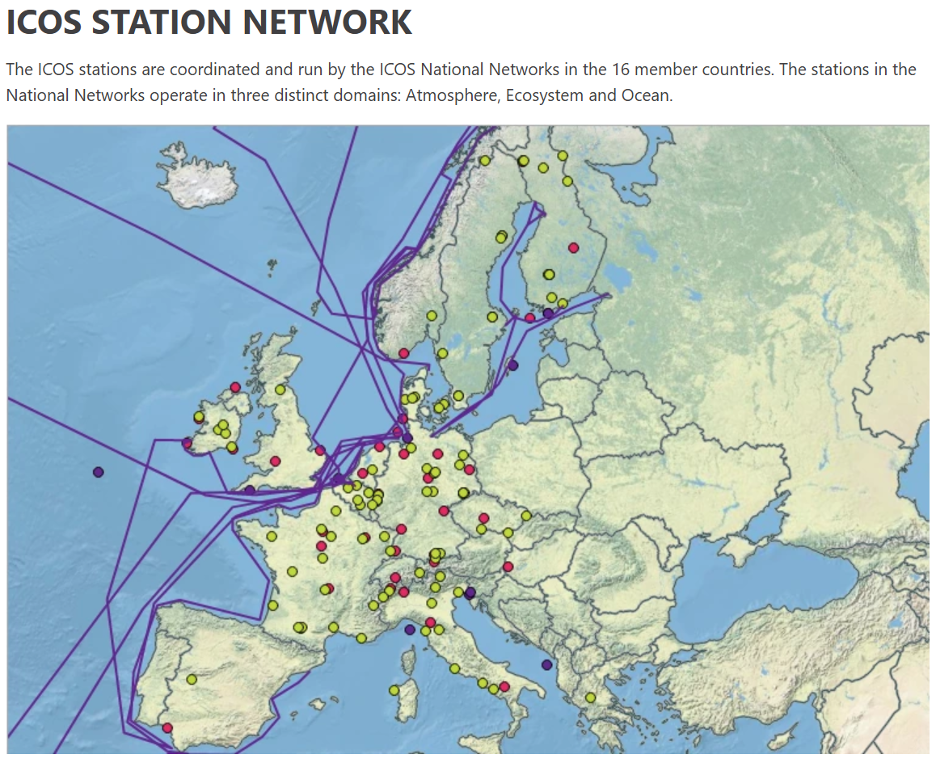 ICOS STATION NETWORK
The ICOS stations are coordinated and run by the ICOS National Networks in the 16 member countries. The stations in the
National Networks operate in three distinct domains: Atmosphere, Ecosystem and Ocean.